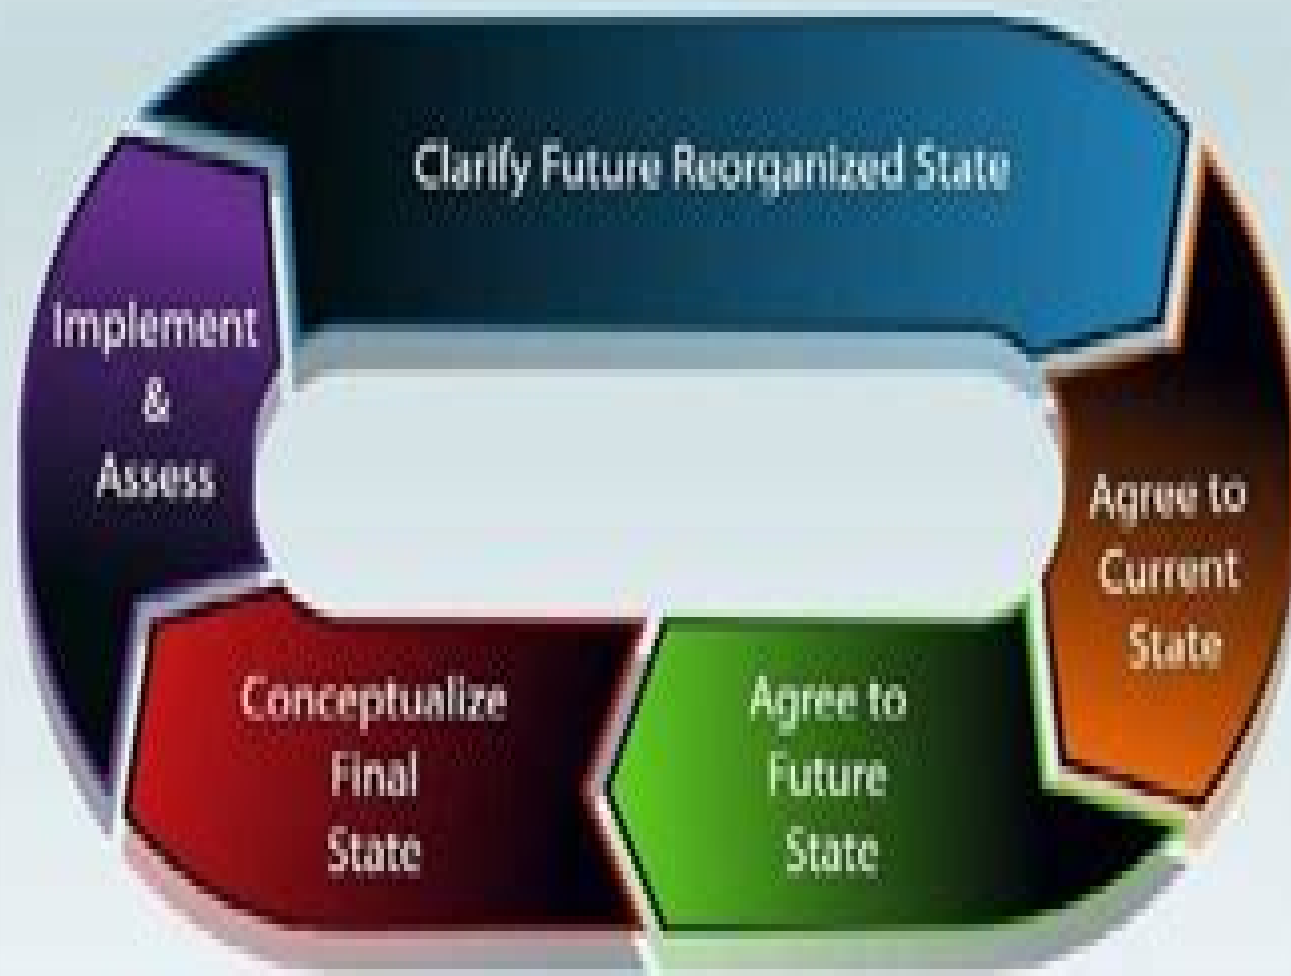 Clarify Future Reorganized State
Agree to
Current
State
Agree to
Future
State
Conceptualize
Final
State
Implement
&
Assess